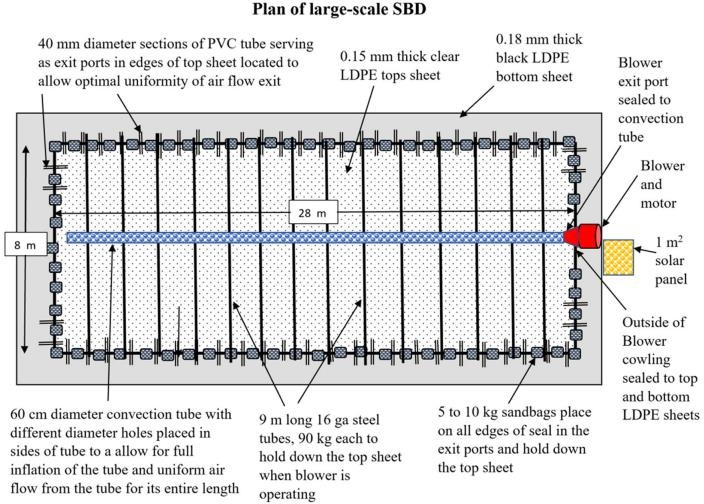 Plan of large-scale SBD
40 mm diameter sections of PVC tube serving
as exit ports in edges of top sheet located to
allow optimal uniformity of air flow exit
0.15 mm thick clear
LDPE tops sheet
0.18 mm thick
black LDPE
bottom sheet
Blower
exit port
sealed to
convection
tube
Blower
and
motor
28 m
8 m
1 m²
solar
panel
Outside of
Blower
cowling
sealed to top
and bottom
LDPE sheets
60 cm diameter convection tube with
different diameter holes placed in
sides of tube to a allow for full
inflation of the tube and uniform air
flow from the tube for its entire length
9 m long 16 ga steel
tubes, 90 kg each to
hold down the top sheet
when blower is
operating
5 to 10 kg sandbags place
on all edges of seal in the
exit ports and hold down
the top sheet